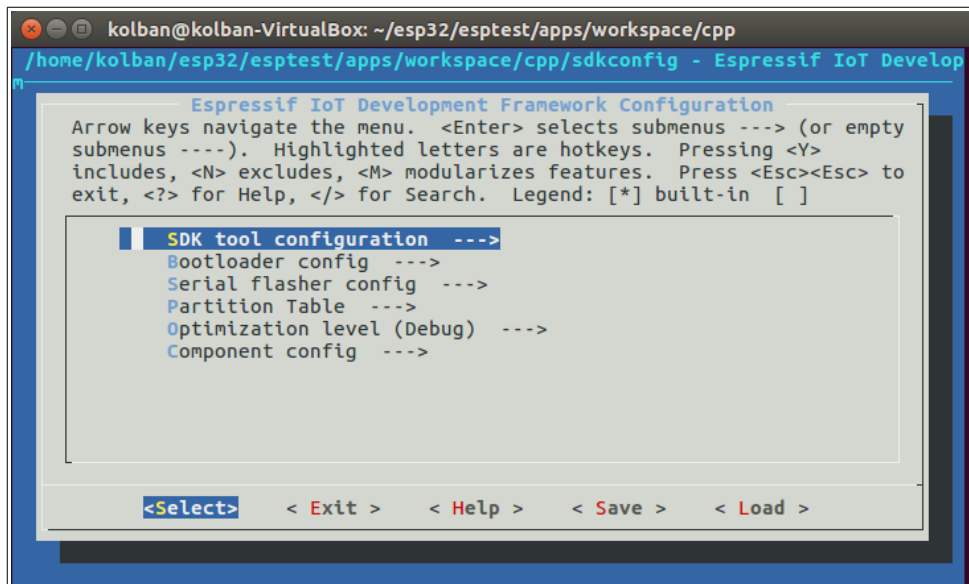 kolban@kolban-VirtualBox: ~/esp32/esptest/apps/workspace/cpp
/home/kolban/esp32/esptest/apps/workspace/cpp/sdkconfig - Espressif IoT Develop
m
Espressif IoT Development Framework Configuration
Arrow keys navigate the menu.  <Enter> selects submenus ---> (or empty
submenus ----).  Highlighted letters are hotkeys.  Pressing <Y>
includes, <N> excludes, <M> modularizes features.  Press <Esc><Esc> to
exit, <?> for Help, </> for Search.  Legend: [*] built-in  [ ]
SDK tool configuration  --->
Bootloader config  --->
Serial flasher config  --->
Partition Table  --->
Optimization level (Debug)  --->
Component config  --->
<Select>    < Exit >    < Help >    < Save >    < Load >